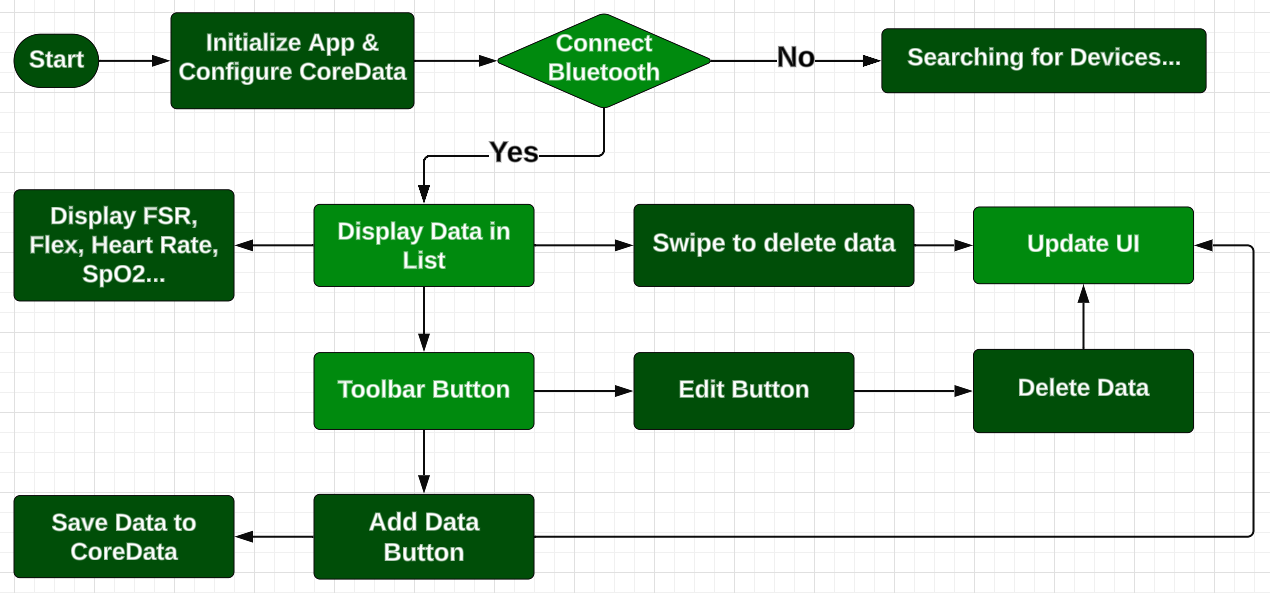 Start
Initialize App &
Configure CoreData
Connect
Bluetooth
No
Searching for Devices...
Yes
Display FSR,
Flex, Heart Rate,
SpO2...
Display Data in
List
Swipe to delete data
Update UI
Toolbar Button
Edit Button
Delete Data
Save Data to
CoreData
Add Data
Button